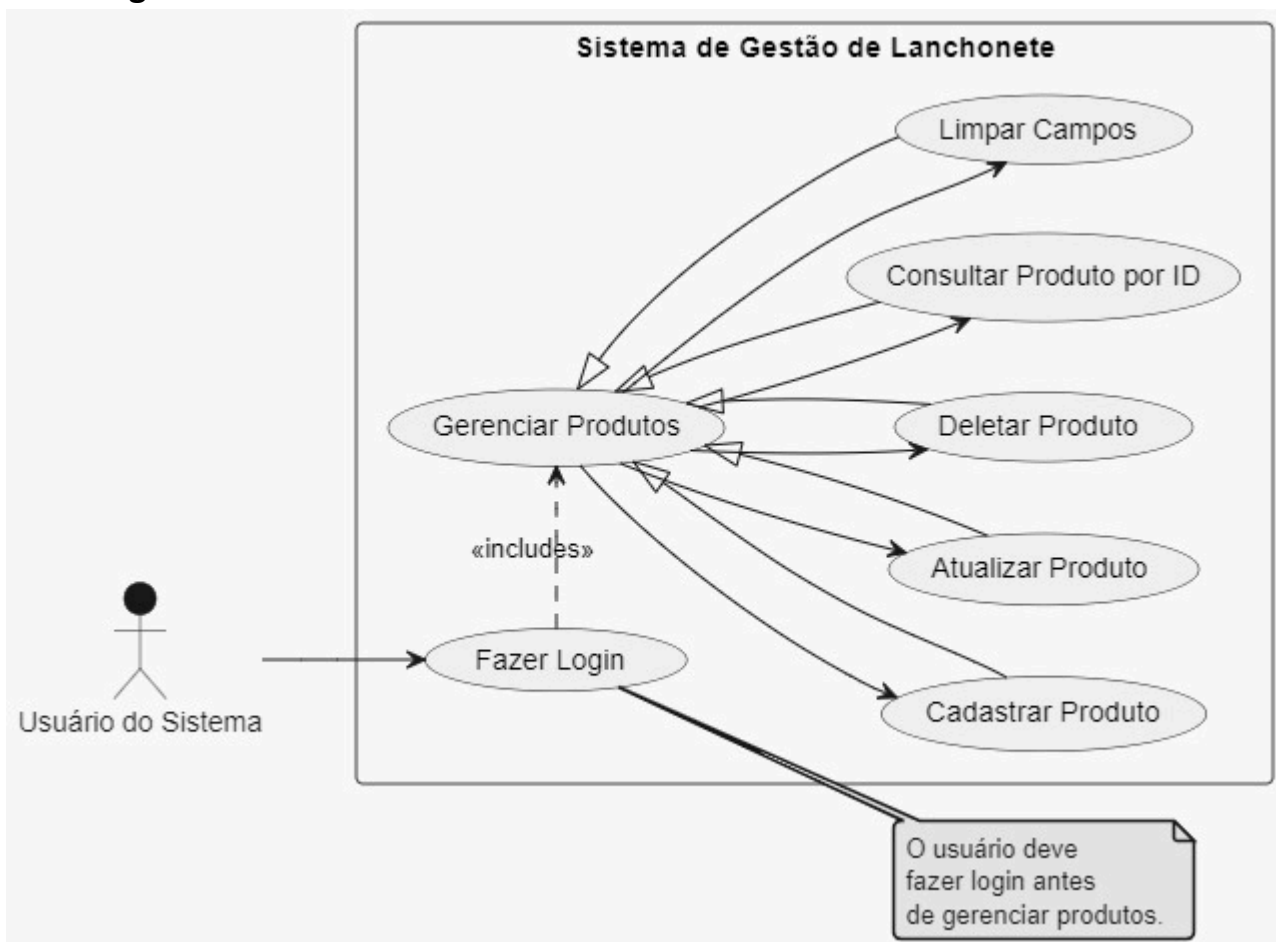 Sistema de Gestão de Lanchonete
Limpar Campos
Consultar Produto por ID
Gerenciar Produtos
Deletar Produto
«includes»
Atualizar Produto
Fazer Login
Cadastrar Produto
Usuário do Sistema
O usuário deve
fazer login antes
de gerenciar produtos.